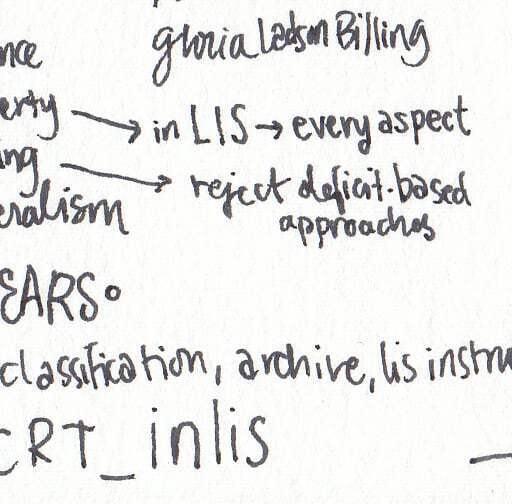 gloria Ladson Billing
nce
erty → in LIS → every aspect
ing → reject deficit-based
eralism approaches
EARS
classification, archive, lis instru
CRT_inlis